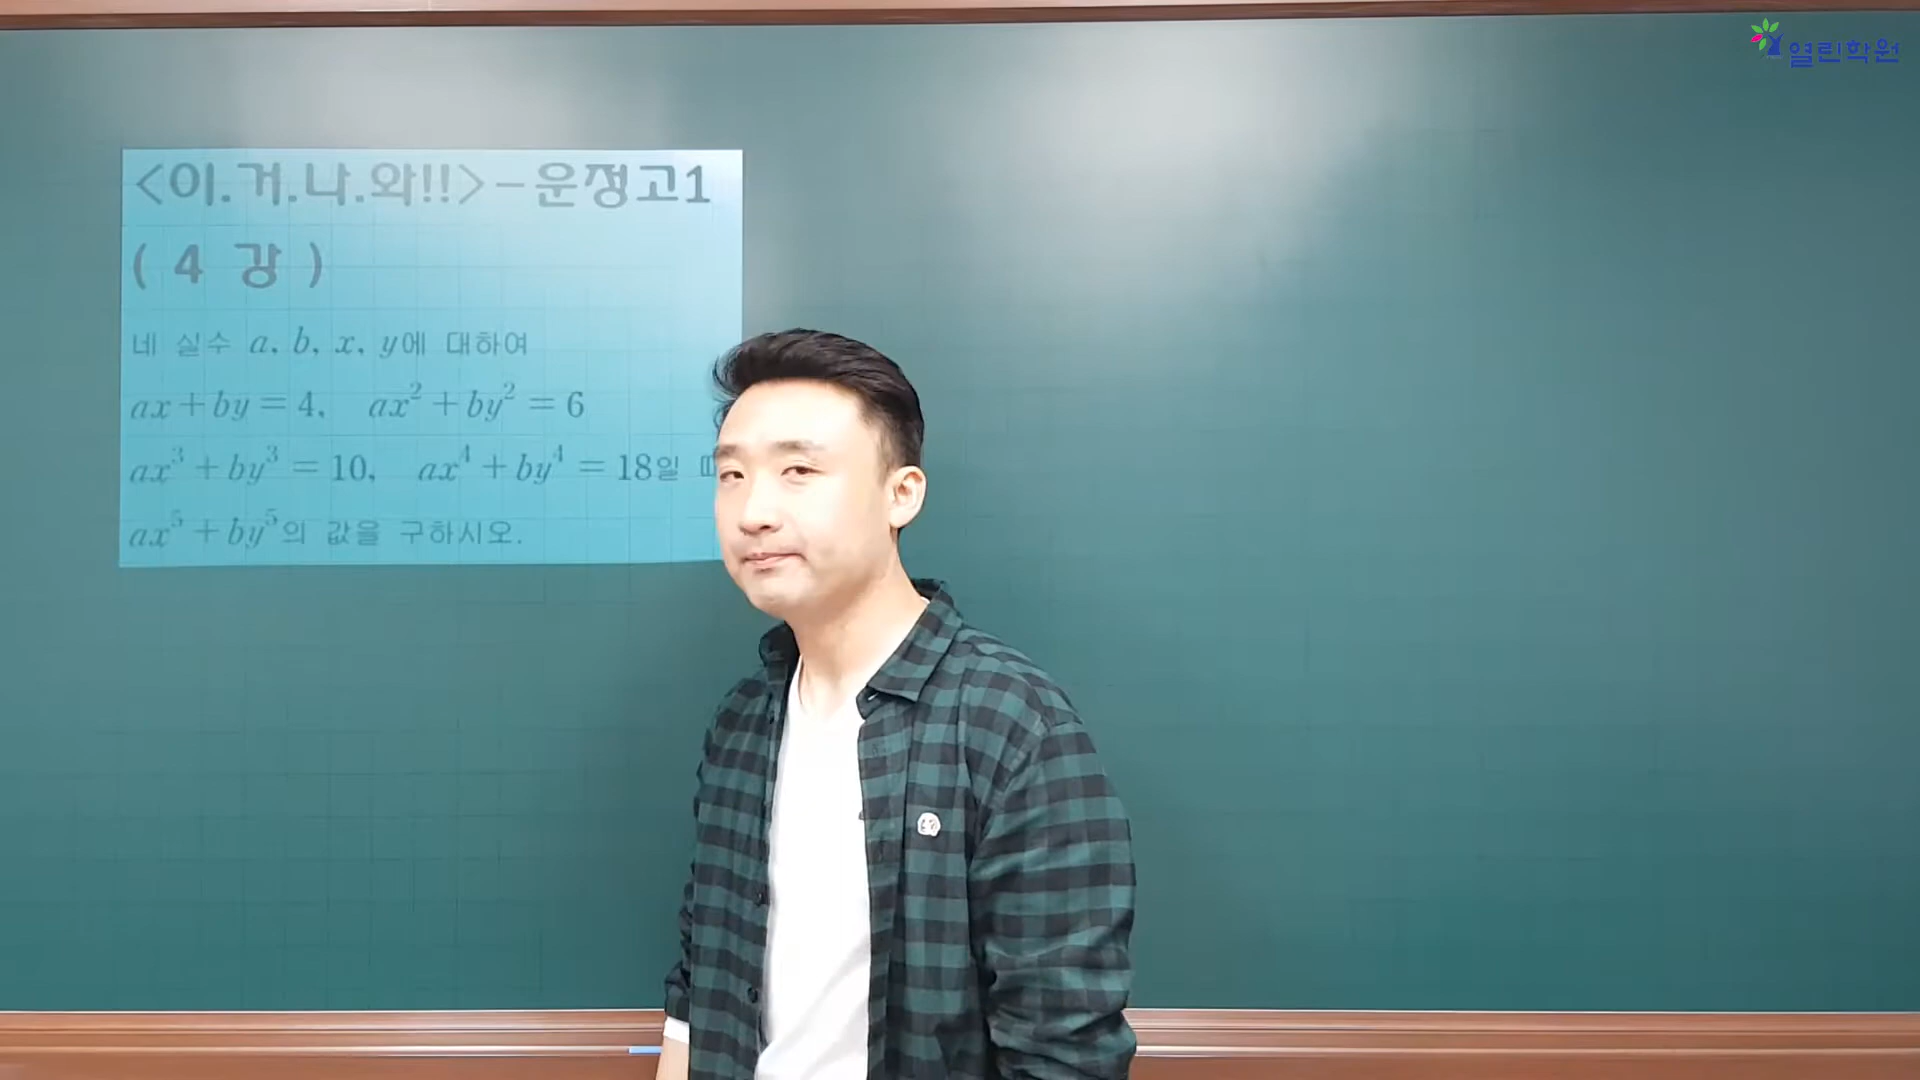 열린학원
<이.거.나.와!!>-운정고1
( 4 강 )
네 실수 a, b, x, y에 대하여
ax+by=4, ax²+by²=6
ax³+by³=10, ax⁴+by⁴=18일
ax⁵+by⁵의 값을 구하시오.